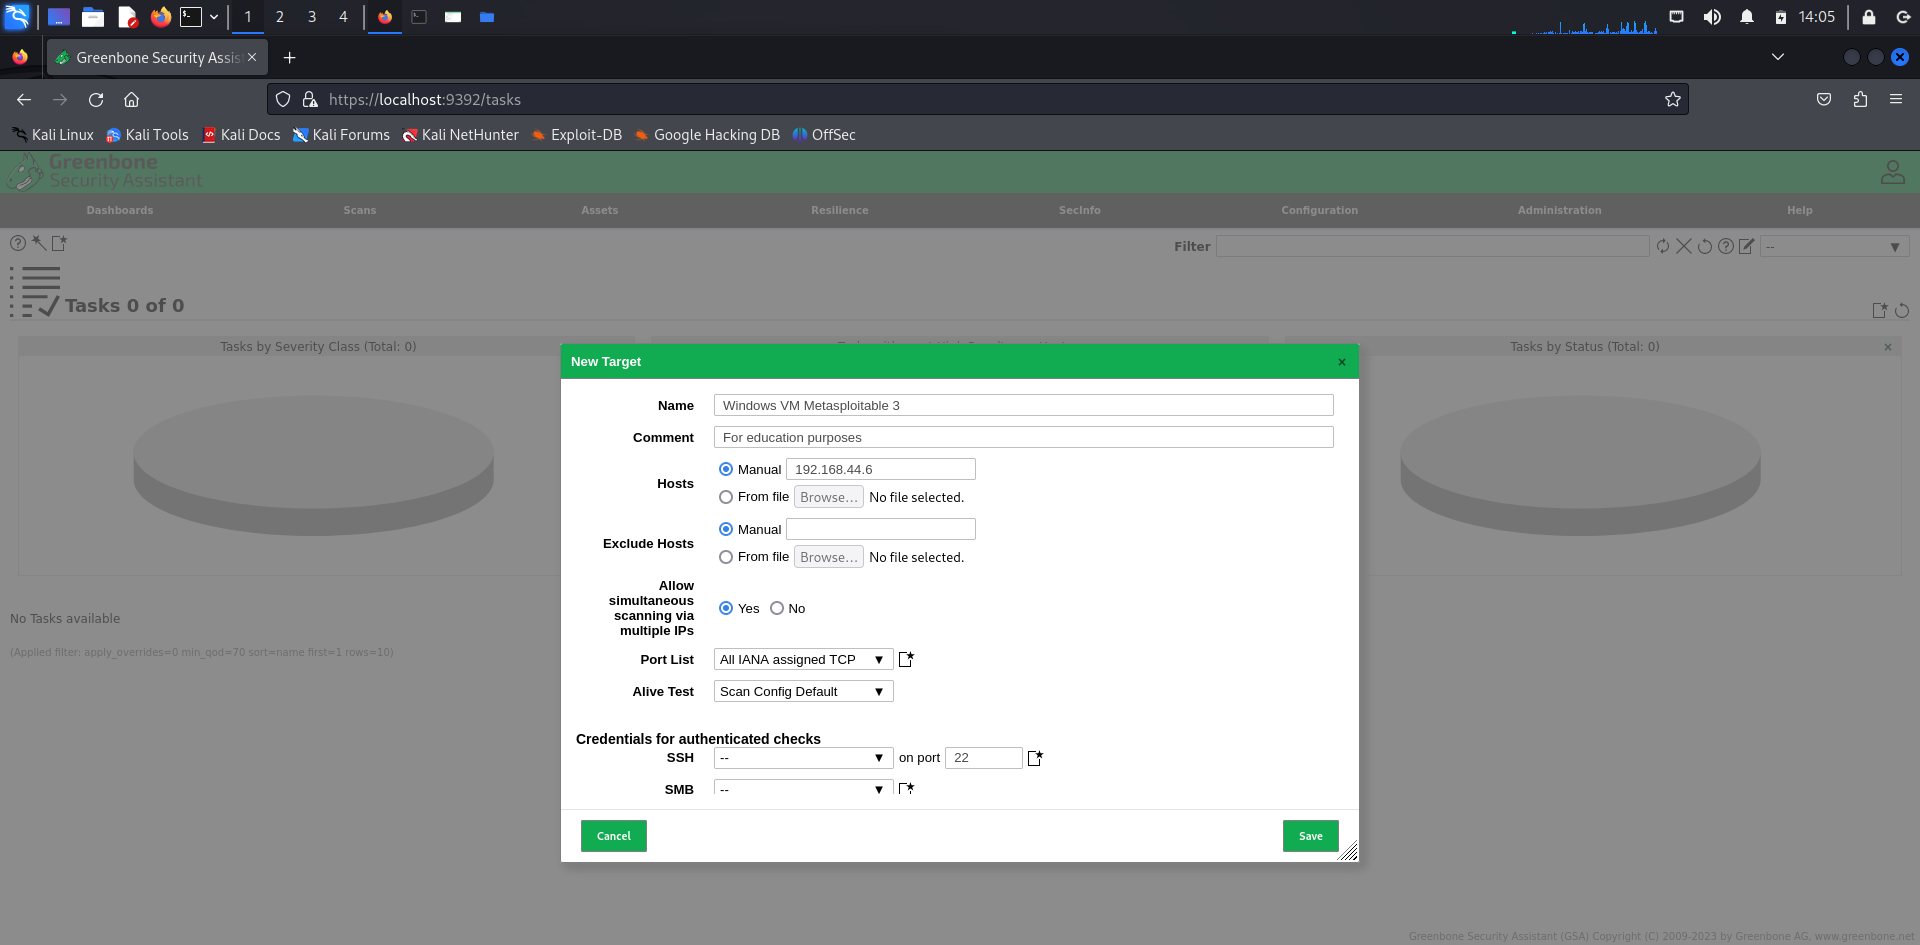 1 2 3 4 14:05
Greenbone Security Assis
https://localhost:9392/tasks
Kali Linux Kali Tools Kali Docs Kali Forums Kali NetHunter Exploit-DB Google Hacking DB OffSec
Greenbone
Security Assistant
Dashboards Scans Assets Resilience SecInfo Configuration Administration Help
Filter --
Tasks 0 of 0
Tasks by Severity Class (Total: 0) Tasks by Status (Total: 0) ×
New Target ×
Name Windows VM Metasploitable 3
Comment For education purposes
Hosts
Manual 192.168.44.6
From file Browse... No file selected.
Exclude Hosts
Manual
From file Browse... No file selected.
Allow
simultaneous
scanning via
multiple IPs
Yes No
Port List All IANA assigned TCP ▼
Alive Test Scan Config Default ▼
Credentials for authenticated checks
SSH -- ▼ on port 22
SMB -- ▼
Cancel Save
No Tasks available
(Applied filter: apply_overrides=0 min_qod=70 sort=name first=1 rows=10)
Greenbone Security Assistant (GSA) Copyright (C) 2009-2023 by Greenbone AG, www.greenbone.net